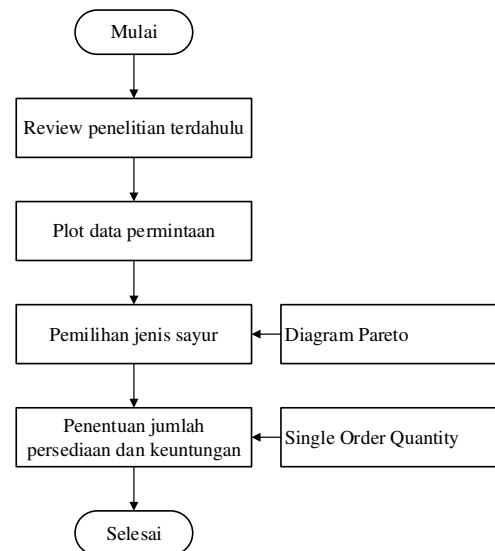 Mulai
Review penelitian terdahulu
Plot data permintaan
Pemilihan jenis sayur
Diagram Pareto
Penentuan jumlah
persediaan dan keuntungan
Single Order Quantity
Selesai